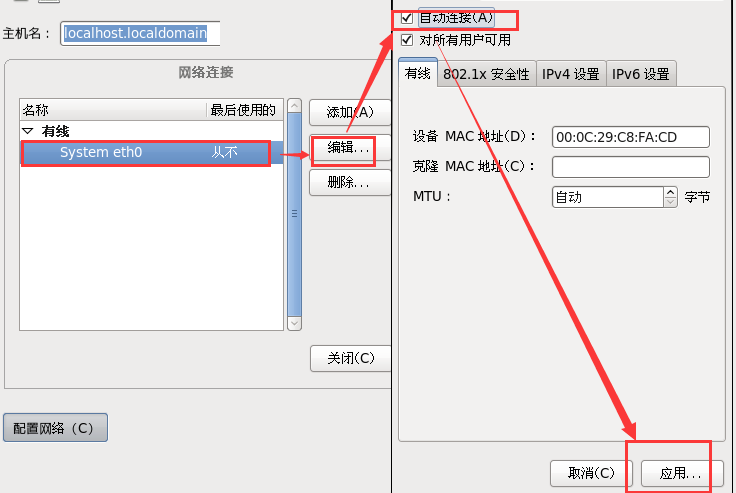 主机名： localhost.localdomain
网络连接
名称 最后使用的
有线
System eth0 从不
添加(A)
编辑...
删除...
关闭(C)
配置网络（C）
自动连接(A)
对所有用户可用
有线 802.1x 安全性 IPv4 设置 IPv6 设置
设备 MAC 地址(D)： 00:0C:29:C8:FA:CD
克隆 MAC 地址(C)：
MTU： 自动 字节
取消(C) 应用...